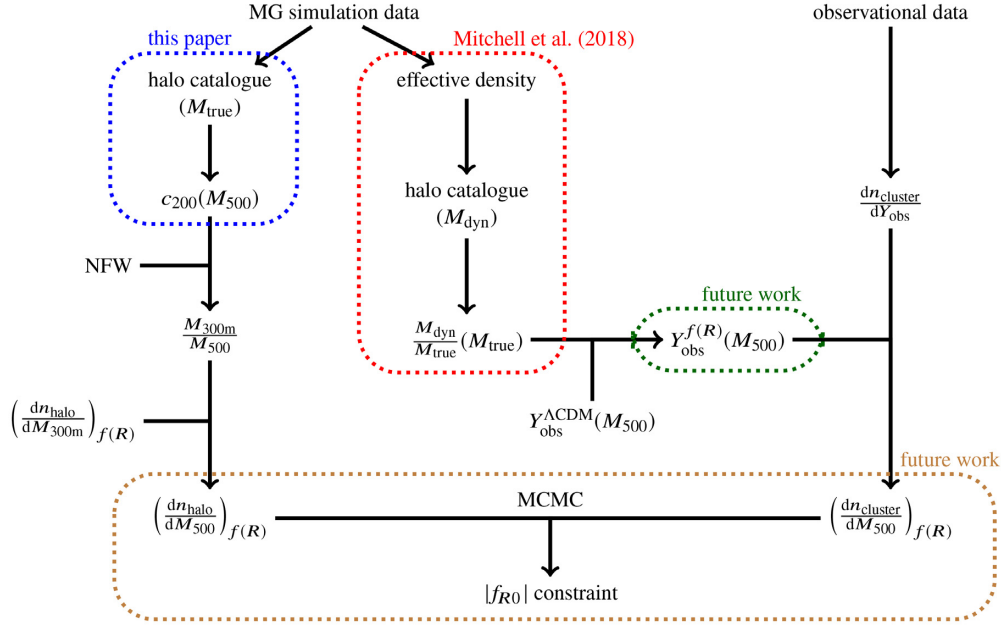 MG simulation data
observational data
this paper
Mitchell et al. (2018)
halo catalogue
(M_true)
effective density
c_200(M_500)
halo catalogue
(M_dyn)
dn_cluster/dY_obs
NFW
future work
M_300m/M_500
M_dyn/M_true(M_true)
Y_obs^f(R)(M_500)
(dn_halo/dM_300m)_f(R)
Y_obs^ΛCDM(M_500)
future work
(dn_halo/dM_500)_f(R)
MCMC
(dn_cluster/dM_500)_f(R)
|f_R0| constraint